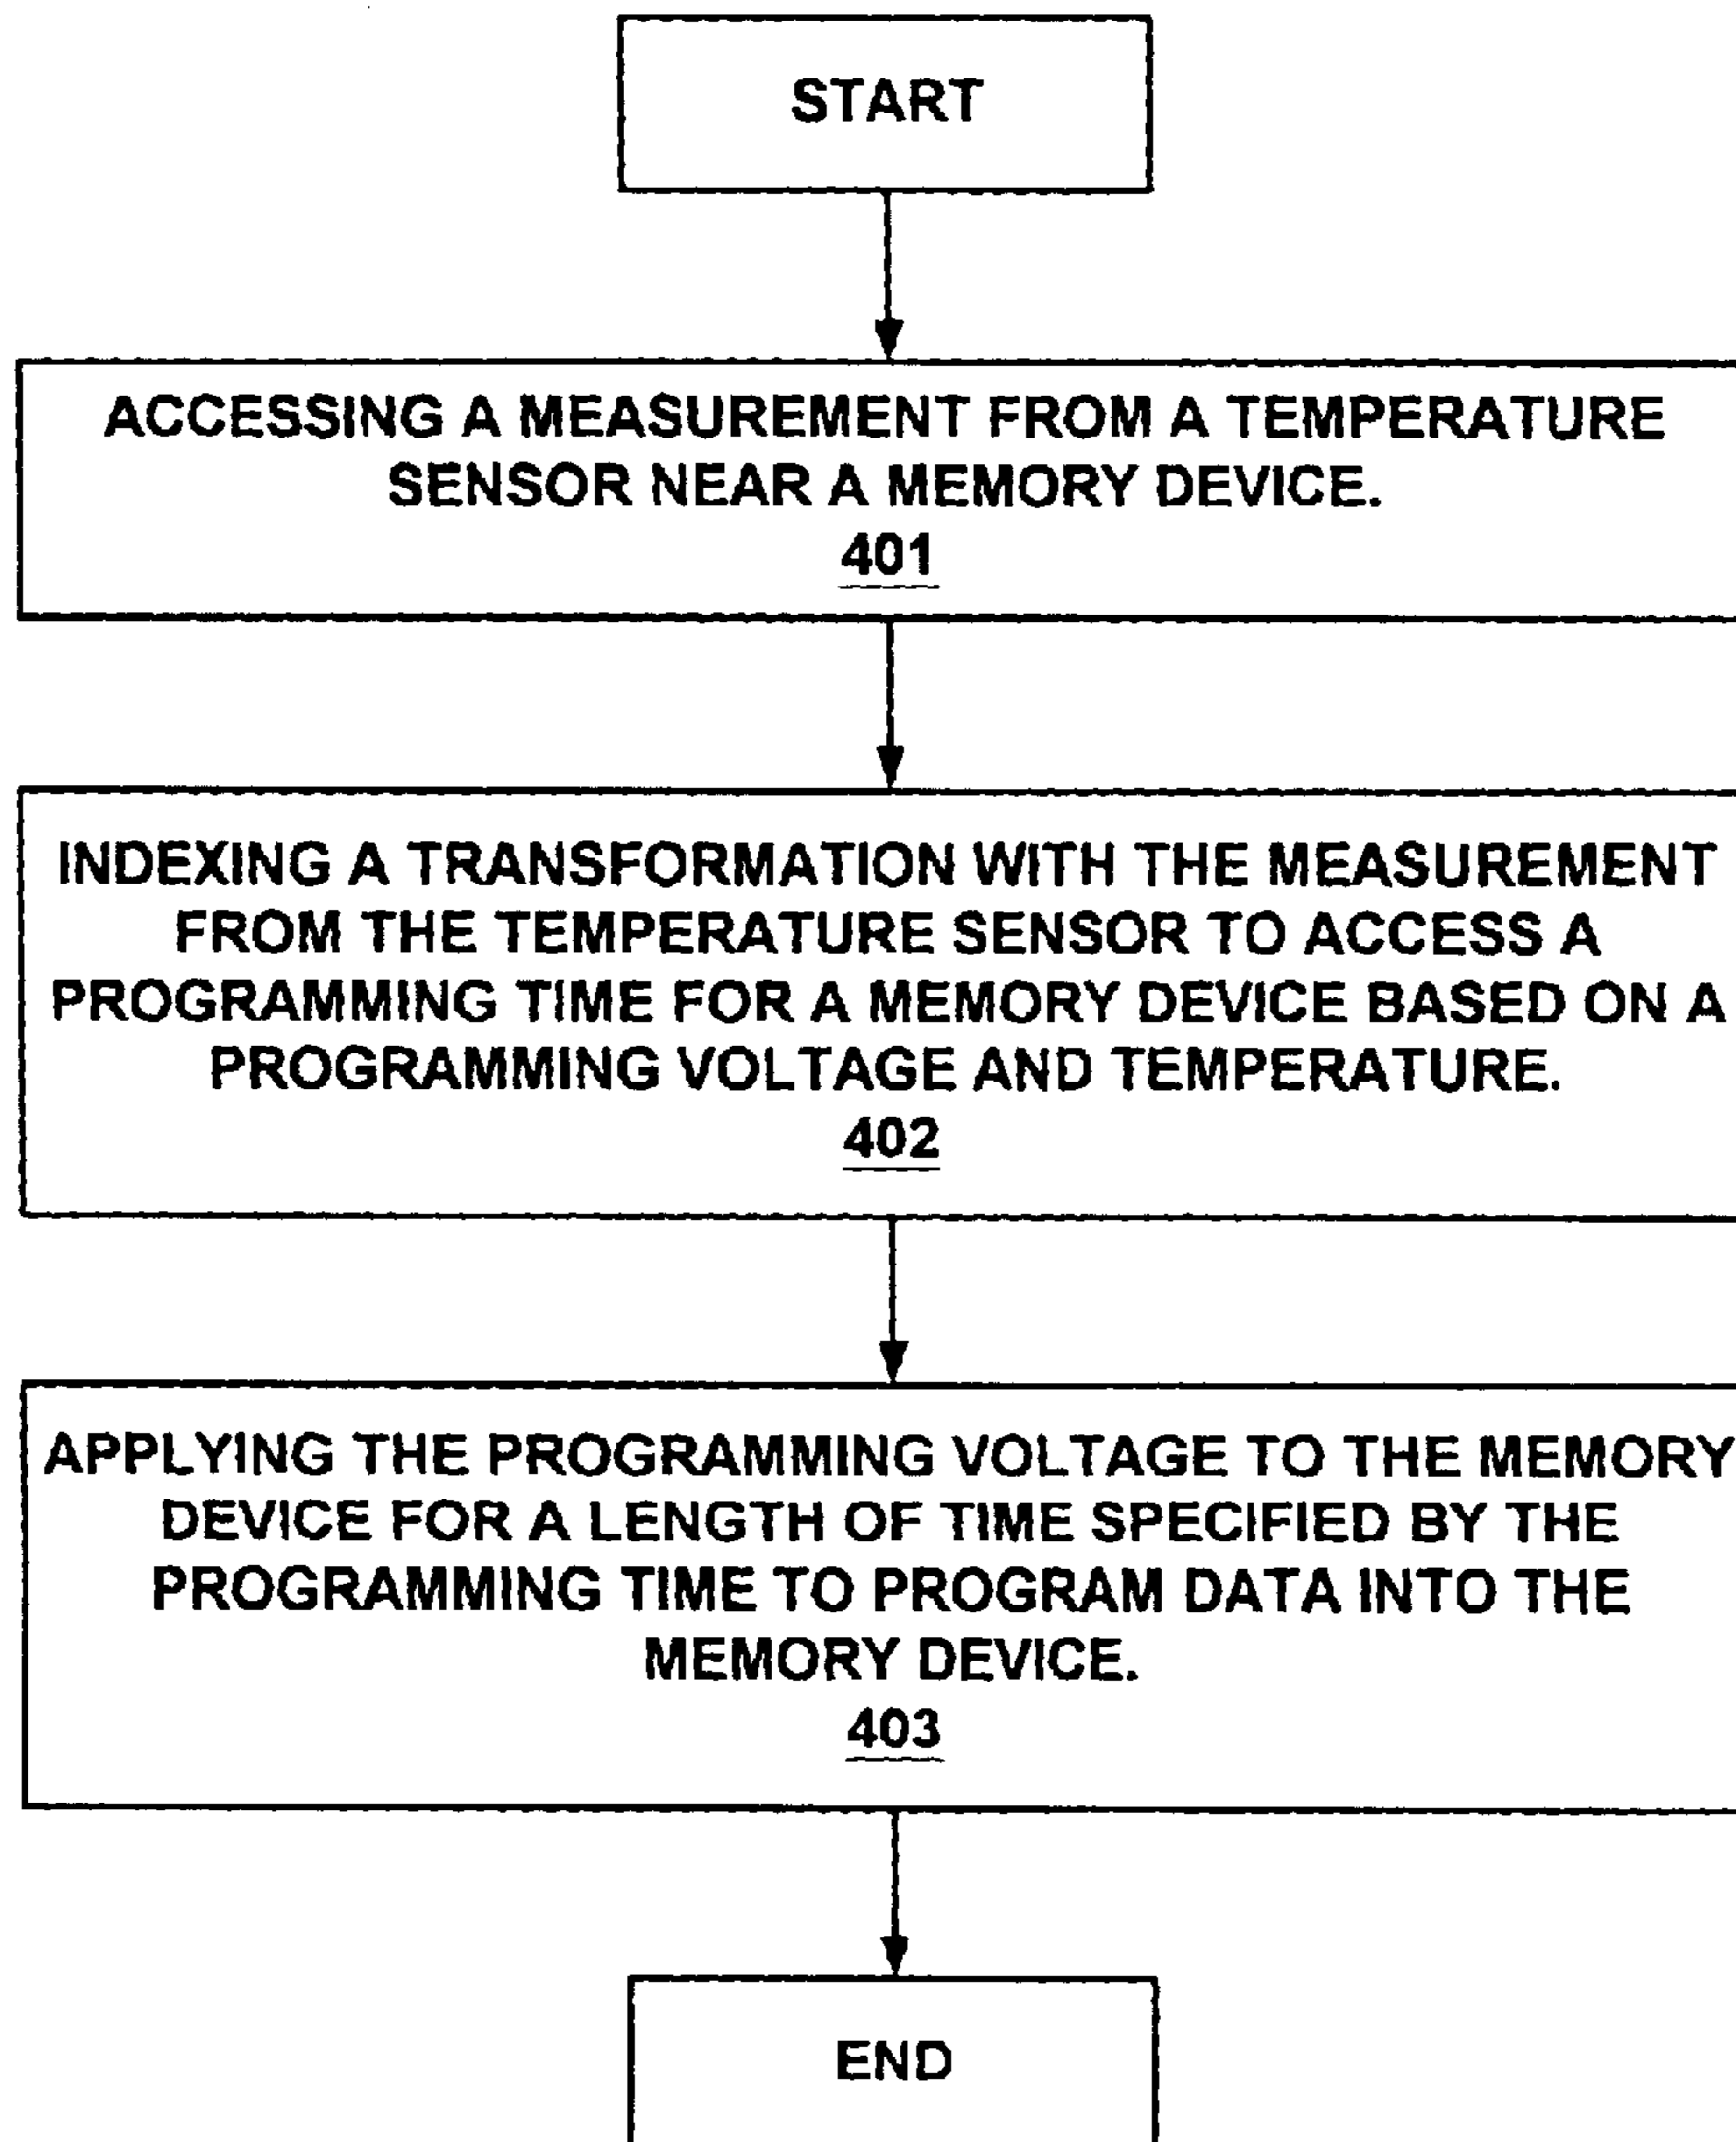 START
ACCESSING A MEASUREMENT FROM A TEMPERATURE
SENSOR NEAR A MEMORY DEVICE.
401
INDEXING A TRANSFORMATION WITH THE MEASUREMENT
FROM THE TEMPERATURE SENSOR TO ACCESS A
PROGRAMMING TIME FOR A MEMORY DEVICE BASED ON A
PROGRAMMING VOLTAGE AND TEMPERATURE.
402
APPLYING THE PROGRAMMING VOLTAGE TO THE MEMORY
DEVICE FOR A LENGTH OF TIME SPECIFIED BY THE
PROGRAMMING TIME TO PROGRAM DATA INTO THE
MEMORY DEVICE.
403
END